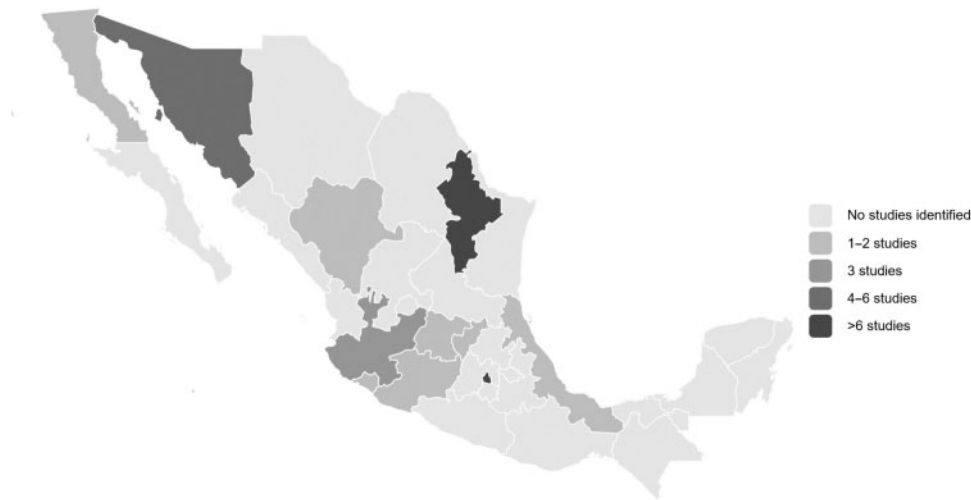 No studies identified
1–2 studies
3 studies
4–6 studies
>6 studies